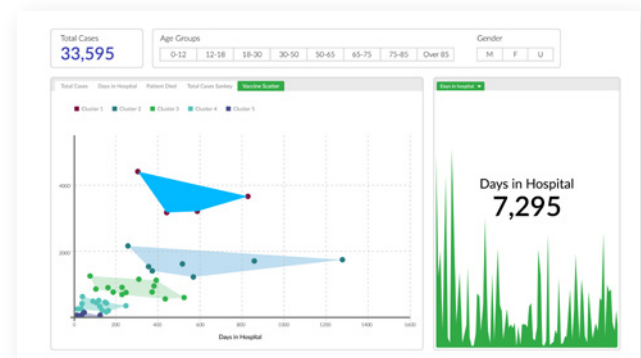 Total Cases
33,595
Age Groups
0-12 12-18 18-30 30-50 50-65 65-75 75-85 Over 85
Gender
M F U
Total Cases Days in Hospital Patient Died Total Cases Sankey Vaccine Scatter
Cluster 1 Cluster 2 Cluster 3 Cluster 4 Cluster 5
4000
2000
0
0 200 400 600 800 1000 1200 1400 1600
Days in Hospital
Days in hospital
Days in Hospital
7,295